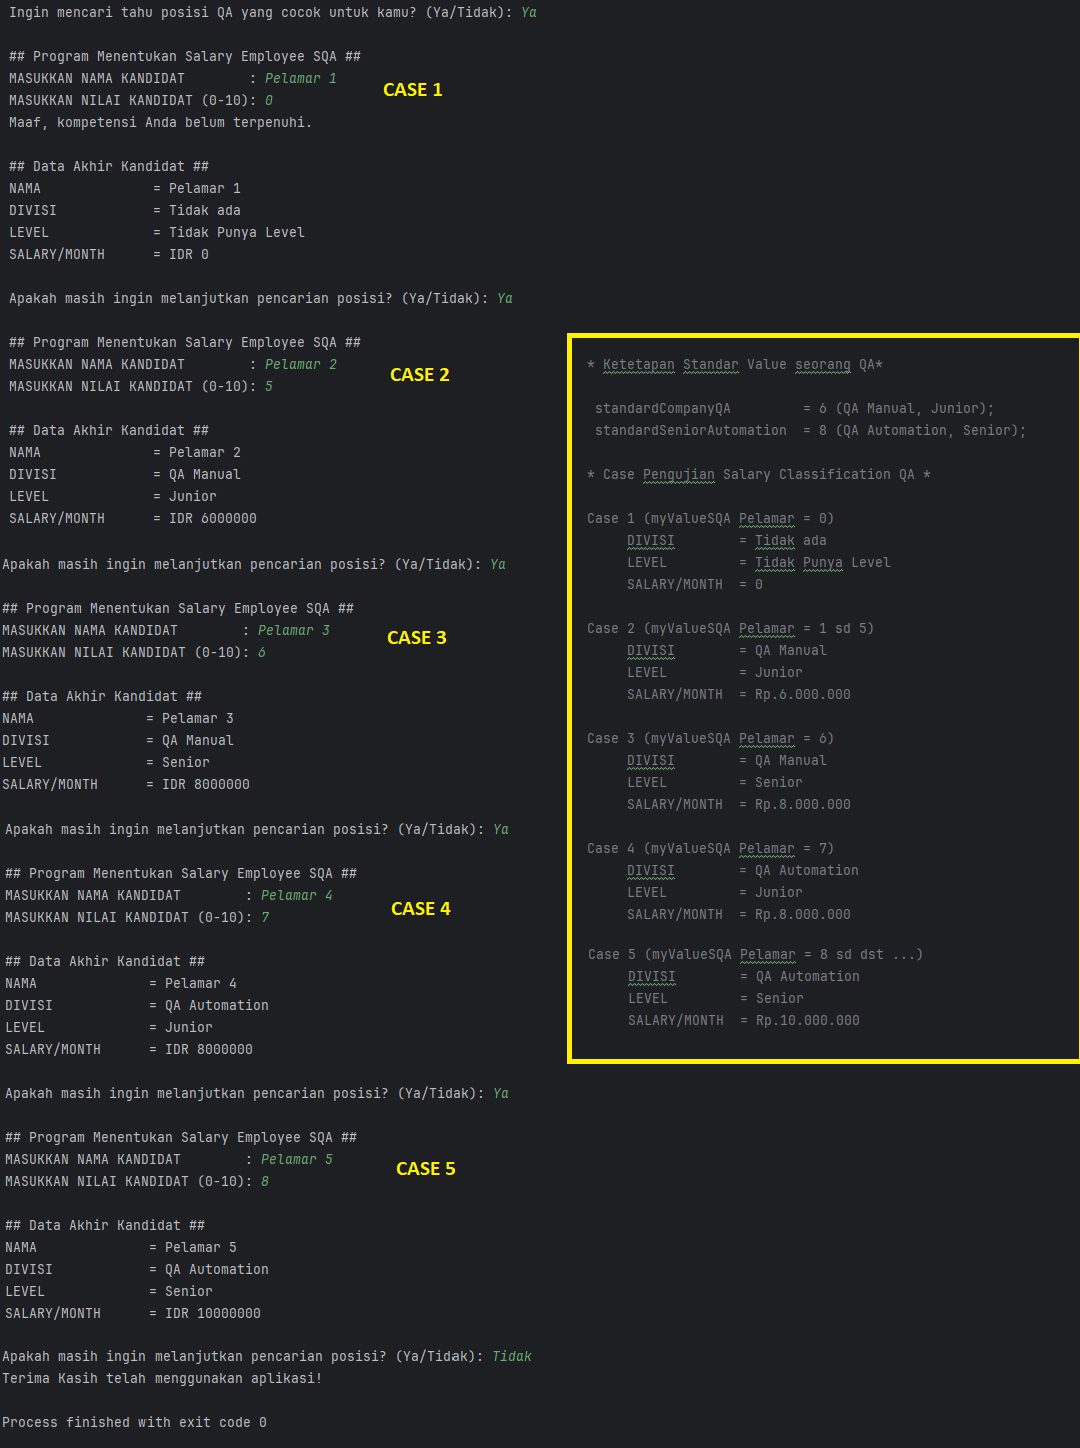 Ingin mencari tahu posisi QA yang cocok untuk kamu? (Ya/Tidak): Ya
## Program Menentukan Salary Employee SQA ##
MASUKKAN NAMA KANDIDAT        : Pelamar 1
MASUKKAN NILAI KANDIDAT (0-10): 0
CASE 1
Maaf, kompetensi Anda belum terpenuhi.
## Data Akhir Kandidat ##
NAMA              = Pelamar 1
DIVISI            = Tidak ada
LEVEL             = Tidak Punya Level
SALARY/MONTH      = IDR 0
Apakah masih ingin melanjutkan pencarian posisi? (Ya/Tidak): Ya
## Program Menentukan Salary Employee SQA ##
MASUKKAN NAMA KANDIDAT        : Pelamar 2
MASUKKAN NILAI KANDIDAT (0-10): 5
CASE 2
## Data Akhir Kandidat ##
NAMA              = Pelamar 2
DIVISI            = QA Manual
LEVEL             = Junior
SALARY/MONTH      = IDR 6000000
Apakah masih ingin melanjutkan pencarian posisi? (Ya/Tidak): Ya
## Program Menentukan Salary Employee SQA ##
MASUKKAN NAMA KANDIDAT        : Pelamar 3
MASUKKAN NILAI KANDIDAT (0-10): 6
CASE 3
## Data Akhir Kandidat ##
NAMA              = Pelamar 3
DIVISI            = QA Manual
LEVEL             = Senior
SALARY/MONTH      = IDR 8000000
Apakah masih ingin melanjutkan pencarian posisi? (Ya/Tidak): Ya
## Program Menentukan Salary Employee SQA ##
MASUKKAN NAMA KANDIDAT        : Pelamar 4
MASUKKAN NILAI KANDIDAT (0-10): 7
CASE 4
## Data Akhir Kandidat ##
NAMA              = Pelamar 4
DIVISI            = QA Automation
LEVEL             = Junior
SALARY/MONTH      = IDR 8000000
Apakah masih ingin melanjutkan pencarian posisi? (Ya/Tidak): Ya
## Program Menentukan Salary Employee SQA ##
MASUKKAN NAMA KANDIDAT        : Pelamar 5
MASUKKAN NILAI KANDIDAT (0-10): 8
CASE 5
## Data Akhir Kandidat ##
NAMA              = Pelamar 5
DIVISI            = QA Automation
LEVEL             = Senior
SALARY/MONTH      = IDR 10000000
Apakah masih ingin melanjutkan pencarian posisi? (Ya/Tidak): Tidak
Terima Kasih telah menggunakan aplikasi!
Process finished with exit code 0
* Ketetapan Standar Value seorang QA*
standardCompanyQA         = 6 (QA Manual, Junior);
standardSeniorAutomation  = 8 (QA Automation, Senior);
* Case Pengujian Salary Classification QA *
Case 1 (myValueSQA Pelamar = 0)
DIVISI        = Tidak ada
LEVEL         = Tidak Punya Level
SALARY/MONTH  = 0
Case 2 (myValueSQA Pelamar = 1 sd 5)
DIVISI        = QA Manual
LEVEL         = Junior
SALARY/MONTH  = Rp.6.000.000
Case 3 (myValueSQA Pelamar = 6)
DIVISI        = QA Manual
LEVEL         = Senior
SALARY/MONTH  = Rp.8.000.000
Case 4 (myValueSQA Pelamar = 7)
DIVISI        = QA Automation
LEVEL         = Junior
SALARY/MONTH  = Rp.8.000.000
Case 5 (myValueSQA Pelamar = 8 sd dst ...)
DIVISI        = QA Automation
LEVEL         = Senior
SALARY/MONTH  = Rp.10.000.000